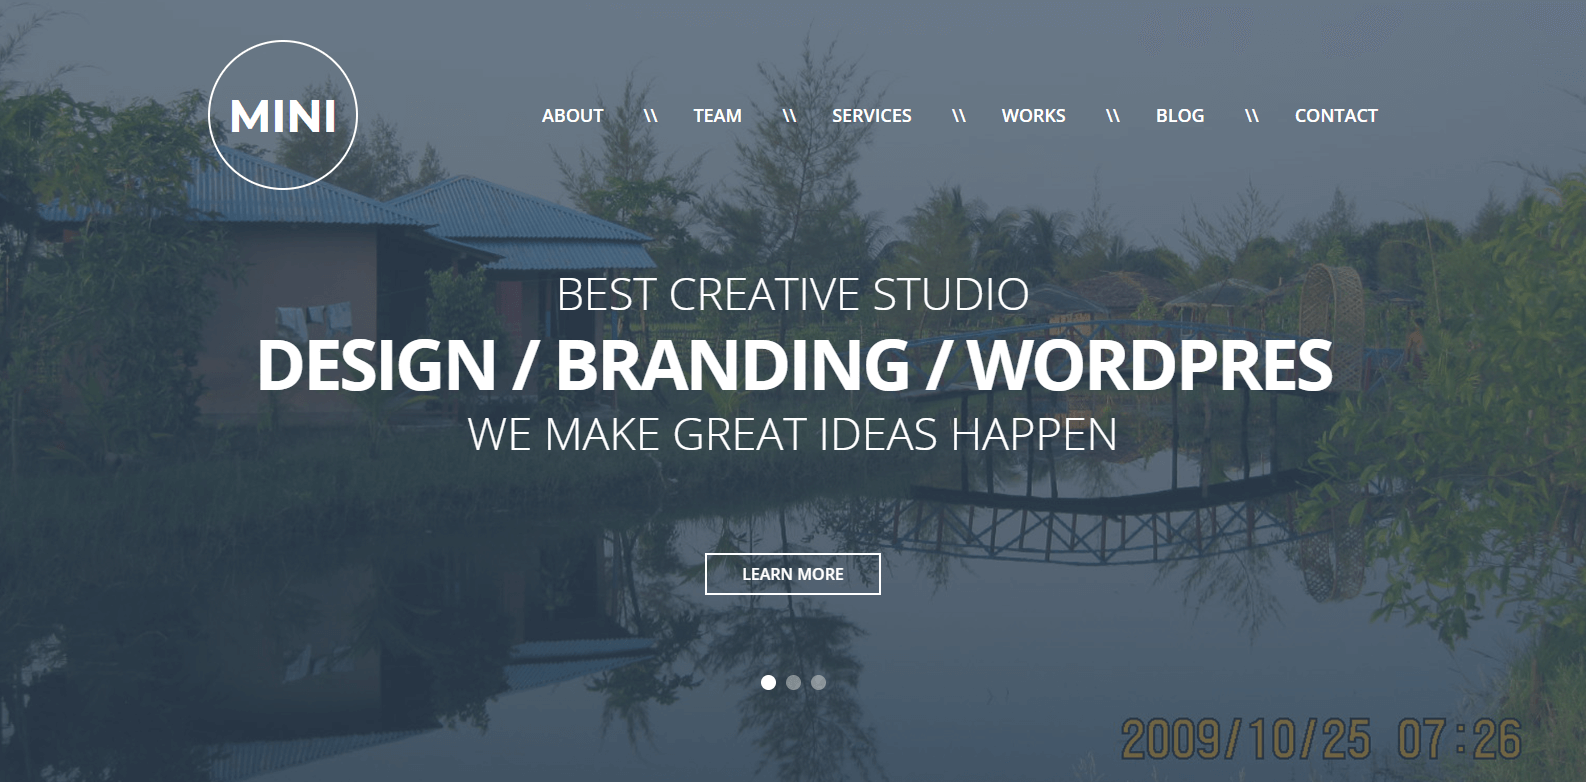 MINI
ABOUT \\ TEAM \\ SERVICES \\ WORKS \\ BLOG \\ CONTACT
BEST CREATIVE STUDIO
DESIGN / BRANDING / WORDPRES
WE MAKE GREAT IDEAS HAPPEN
LEARN MORE
2009/10/25 07:26